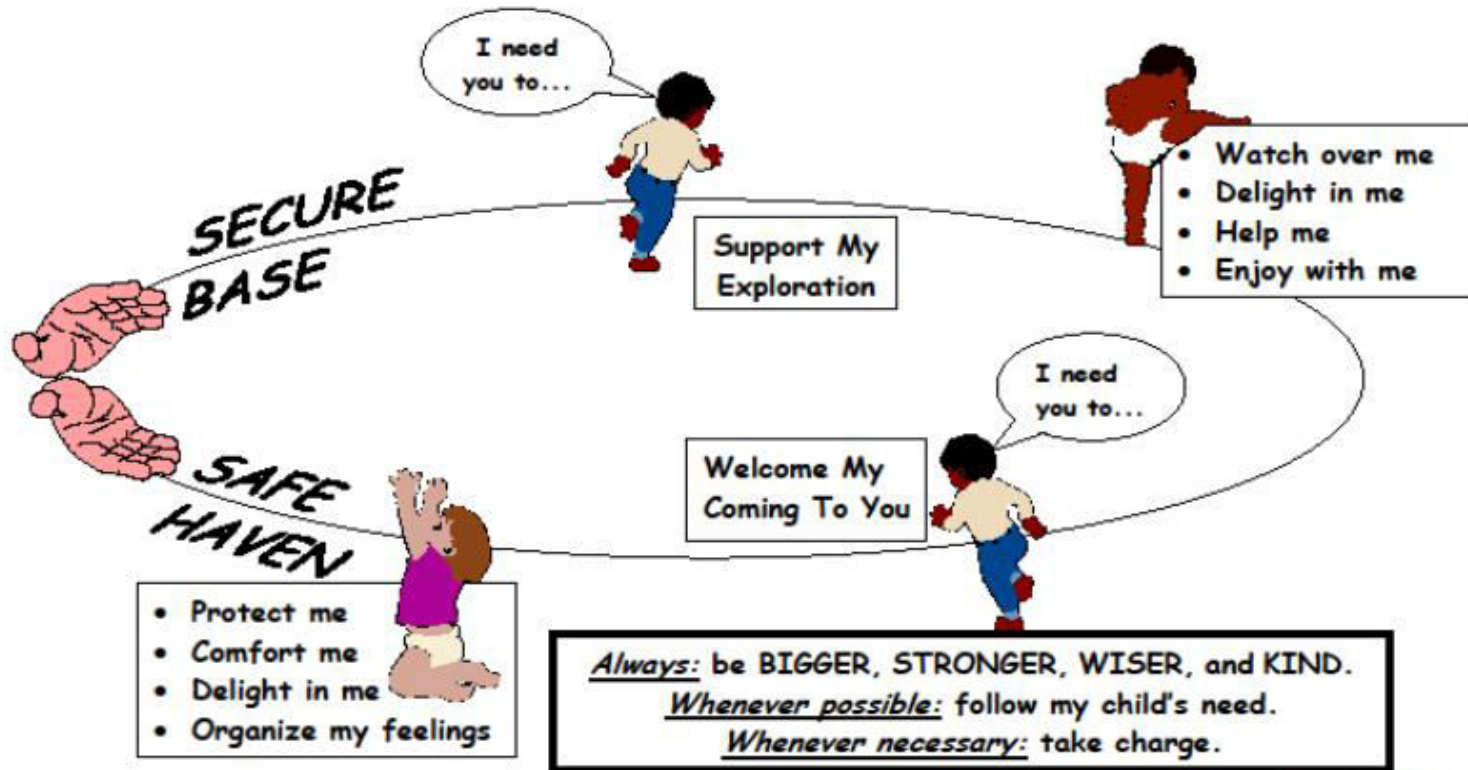 I need
you to...
SECURE
BASE
Support My
Exploration
• Watch over me
• Delight in me
• Help me
• Enjoy with me
I need
you to...
Welcome My
Coming To You
SAFE
HAVEN
• Protect me
• Comfort me
• Delight in me
• Organize my feelings
Always: be BIGGER, STRONGER, WISER, and KIND.
Whenever possible: follow my child's need.
Whenever necessary: take charge.